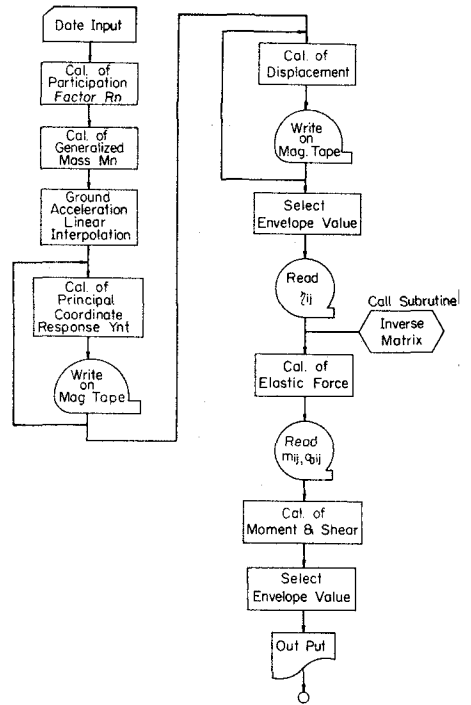 Date Input
Cal. of
Participation
Factor Rn
Cal. of
Generalized
Mass Mn
Ground
Acceleration
Linear
Interpolation
Cal. of
Principal
Coordinate
Response Ynt
Write
on
Mag Tape
Cal. of
Displacement
Write
on
Mag. Tape
Select
Envelope Value
Read
ηij
Call Subrutine
Inverse
Matrix
Cal. of
Elastic Force
Read
mij, qij
Cal. of
Moment & Shear
Select
Envelope Value
Out Put